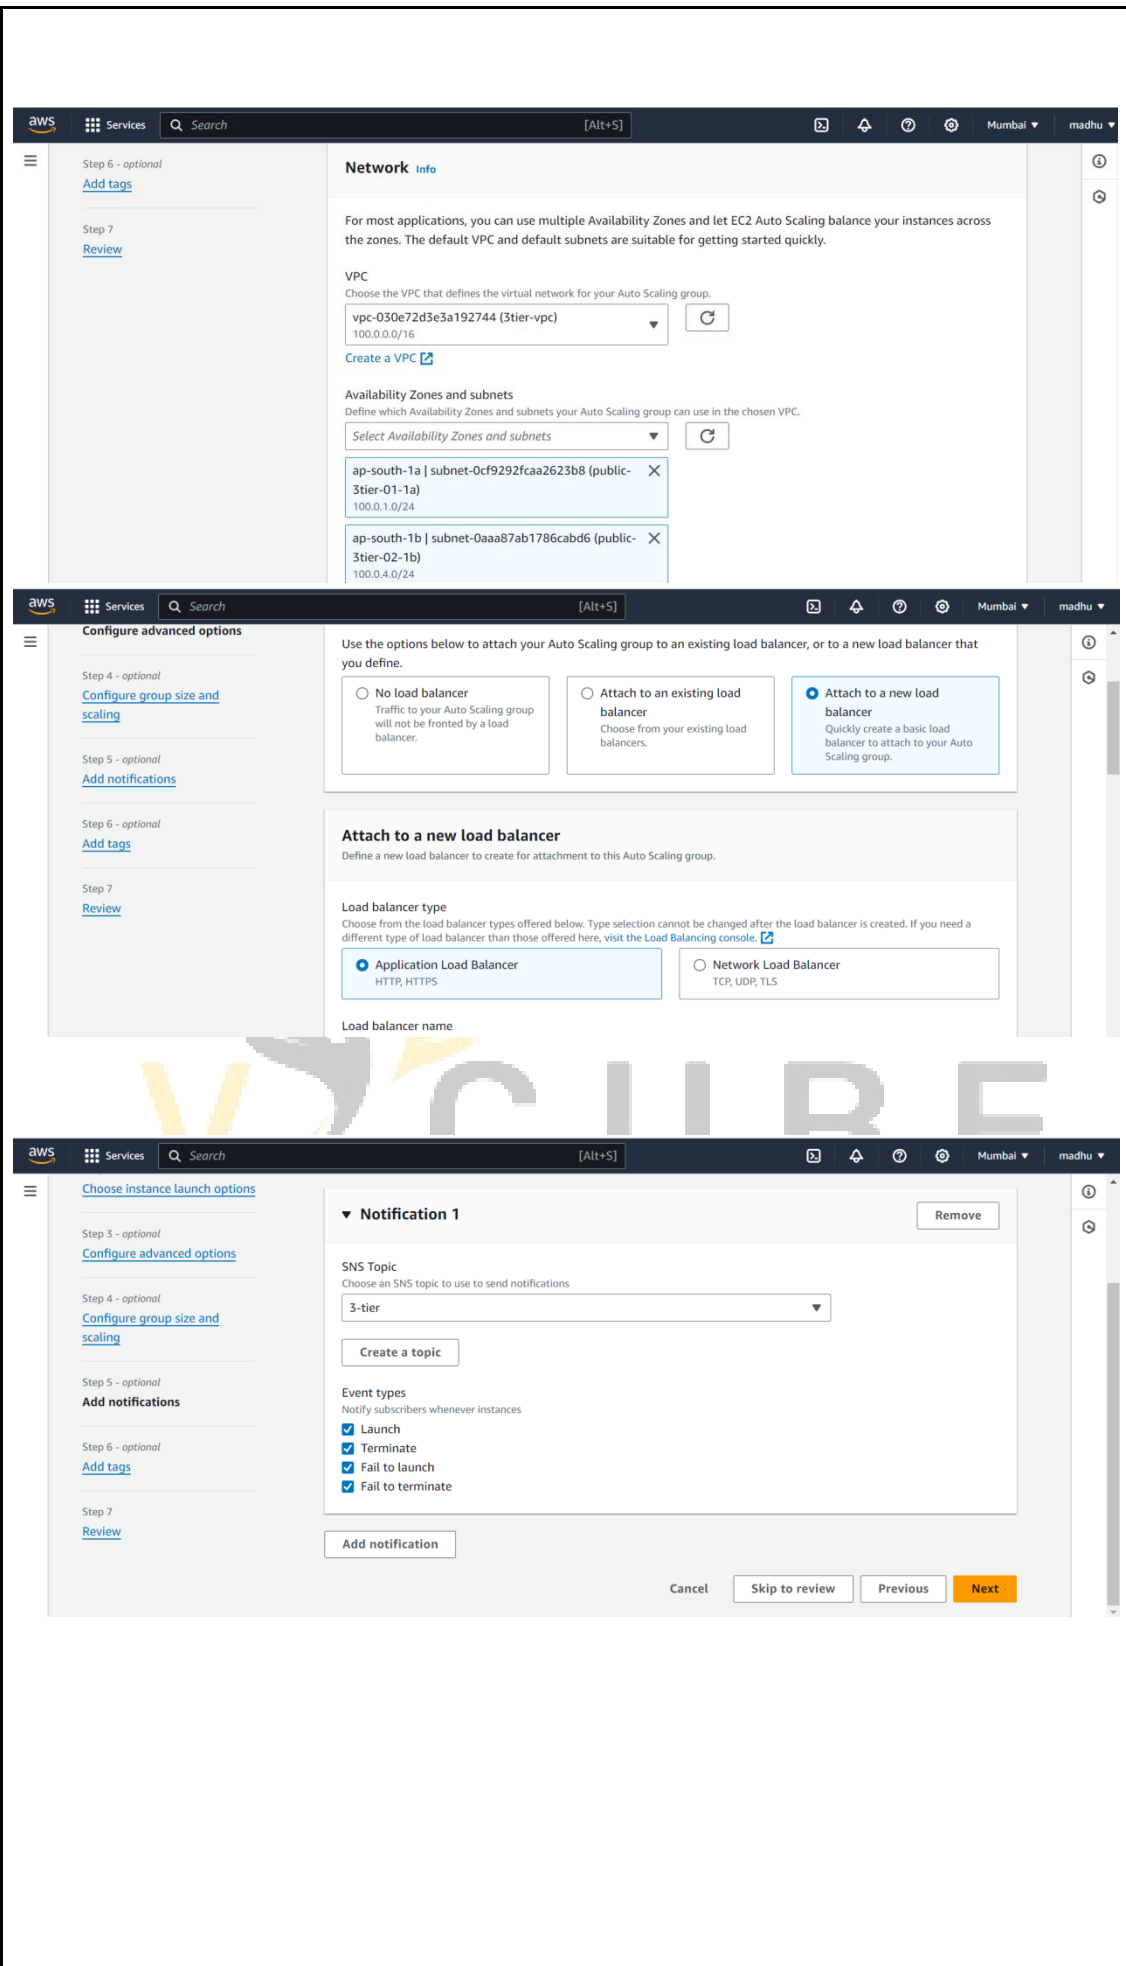 aws Services Search [Alt+S] Mumbai madhu
Step 6 - optional
Add tags
Step 7
Review
Network Info
For most applications, you can use multiple Availability Zones and let EC2 Auto Scaling balance your instances across
the zones. The default VPC and default subnets are suitable for getting started quickly.
VPC
Choose the VPC that defines the virtual network for your Auto Scaling group.
vpc-030e72d3e3a192744 (3tier-vpc)
100.0.0.0/16
Create a VPC
Availability Zones and subnets
Define which Availability Zones and subnets your Auto Scaling group can use in the chosen VPC.
Select Availability Zones and subnets
ap-south-1a | subnet-0cf9292fcaa2623b8 (public-
3tier-01-1a)
100.0.1.0/24
ap-south-1b | subnet-0aaa87ab1786cabd6 (public-
3tier-02-1b)
100.0.4.0/24
aws Services Search [Alt+S] Mumbai madhu
Configure advanced options
Step 4 - optional
Configure group size and
scaling
Step 5 - optional
Add notifications
Step 6 - optional
Add tags
Step 7
Review
Use the options below to attach your Auto Scaling group to an existing load balancer, or to a new load balancer that
you define.
No load balancer
Traffic to your Auto Scaling group
will not be fronted by a load
balancer.
Attach to an existing load
balancer
Choose from your existing load
balancers.
Attach to a new load
balancer
Quickly create a basic load
balancer to attach to your Auto
Scaling group.
Attach to a new load balancer
Define a new load balancer to create for attachment to this Auto Scaling group.
Load balancer type
Choose from the load balancer types offered below. Type selection cannot be changed after the load balancer is created. If you need a
different type of load balancer than those offered here, visit the Load Balancing console.
Application Load Balancer
HTTP, HTTPS
Network Load Balancer
TCP, UDP, TLS
Load balancer name
V CUBE
aws Services Search [Alt+S] Mumbai madhu
Choose instance launch options
Step 3 - optional
Configure advanced options
Step 4 - optional
Configure group size and
scaling
Step 5 - optional
Add notifications
Step 6 - optional
Add tags
Step 7
Review
Notification 1
Remove
SNS Topic
Choose an SNS topic to use to send notifications
3-tier
Create a topic
Event types
Notify subscribers whenever instances
Launch
Terminate
Fail to launch
Fail to terminate
Add notification
Cancel Skip to review Previous Next